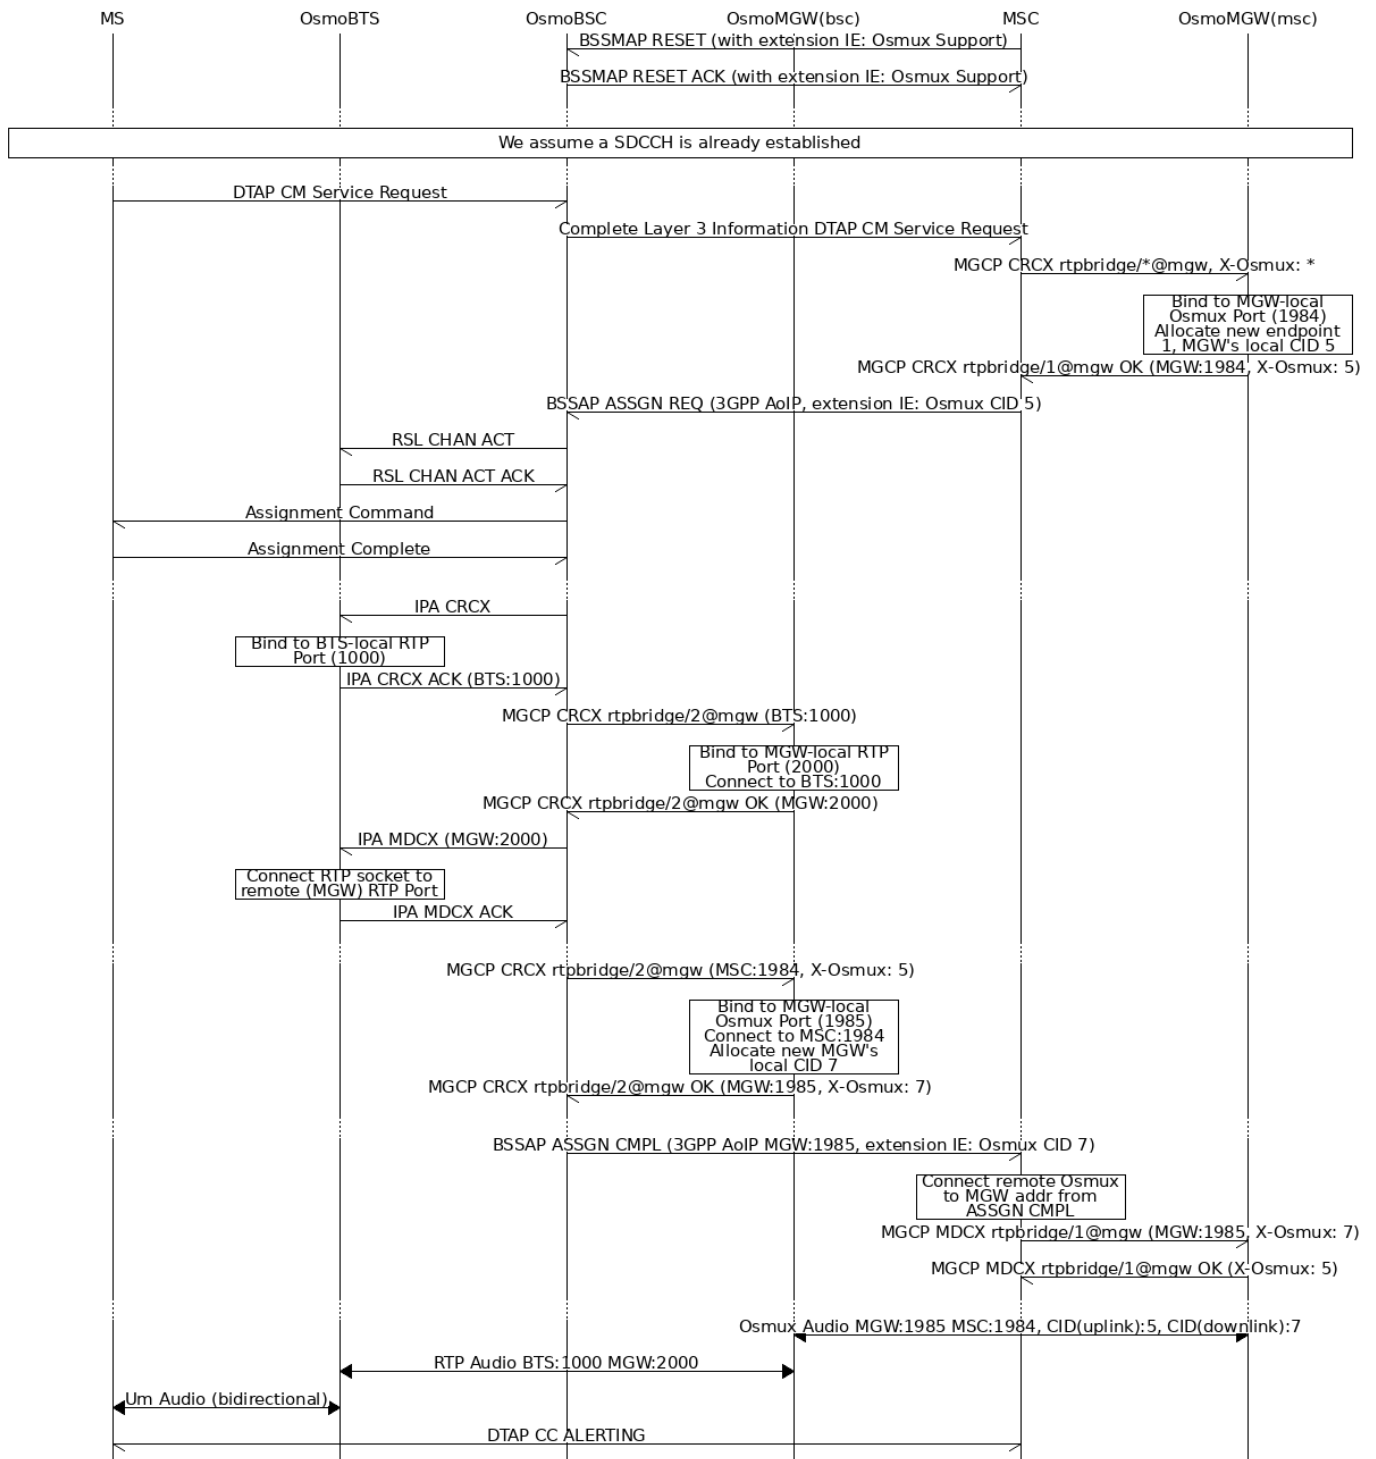 MS OsmoBTS OsmoBSC OsmoMGW(bsc) MSC OsmoMGW(msc)
BSSMAP RESET (with extension IE: Osmux Support)
BSSMAP RESET ACK (with extension IE: Osmux Support)
We assume a SDCCH is already established
DTAP CM Service Request
Complete Layer 3 Information DTAP CM Service Request
MGCP CRCX rtpbridge/*@mgw, X-Osmux: *
Bind to MGW-local
Osmux Port (1984)
Allocate new endpoint
1, MGW's local CID 5
MGCP CRCX rtpbridge/1@mgw OK (MGW:1984, X-Osmux: 5)
BSSAP ASSGN REQ (3GPP AoIP, extension IE: Osmux CID 5)
RSL CHAN ACT
RSL CHAN ACT ACK
Assignment Command
Assignment Complete
IPA CRCX
Bind to BTS-local RTP
Port (1000)
IPA CRCX ACK (BTS:1000)
MGCP CRCX rtpbridge/2@mgw (BTS:1000)
Bind to MGW-local RTP
Port (2000)
Connect to BTS:1000
MGCP CRCX rtpbridge/2@mgw OK (MGW:2000)
IPA MDCX (MGW:2000)
Connect RTP socket to
remote (MGW) RTP Port
IPA MDCX ACK
MGCP CRCX rtpbridge/2@mgw (MSC:1984, X-Osmux: 5)
Bind to MGW-local
Osmux Port (1985)
Connect to MSC:1984
Allocate new MGW's
local CID 7
MGCP CRCX rtpbridge/2@mgw OK (MGW:1985, X-Osmux: 7)
BSSAP ASSGN CMPL (3GPP AoIP MGW:1985, extension IE: Osmux CID 7)
Connect remote Osmux
to MGW addr from
ASSGN CMPL
MGCP MDCX rtpbridge/1@mgw (MGW:1985, X-Osmux: 7)
MGCP MDCX rtpbridge/1@mgw OK (X-Osmux: 5)
Osmux Audio MGW:1985 MSC:1984, CID(uplink):5, CID(downlink):7
RTP Audio BTS:1000 MGW:2000
Um Audio (bidirectional)
DTAP CC ALERTING